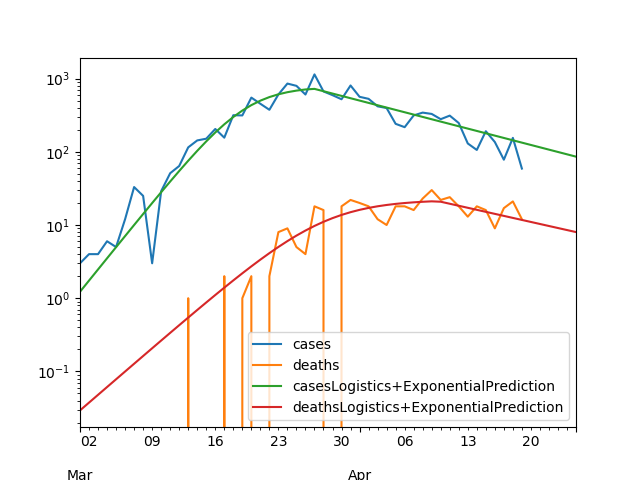 10³
10²
10¹
10⁰
10⁻¹
cases
deaths
casesLogistics+ExponentialPrediction
deathsLogistics+ExponentialPrediction
02 09 16 23 30 06 13 20
Mar Apr